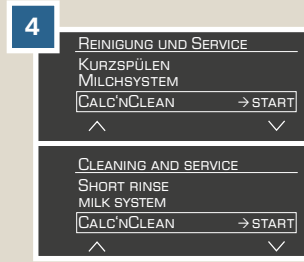 4
REINIGUNG UND SERVICE
KURZSPÜLEN
MILCHSYSTEM
CALC'NCLEAN → START
CLEANING AND SERVICE
SHORT RINSE
MILK SYSTEM
CALC'NCLEAN → START